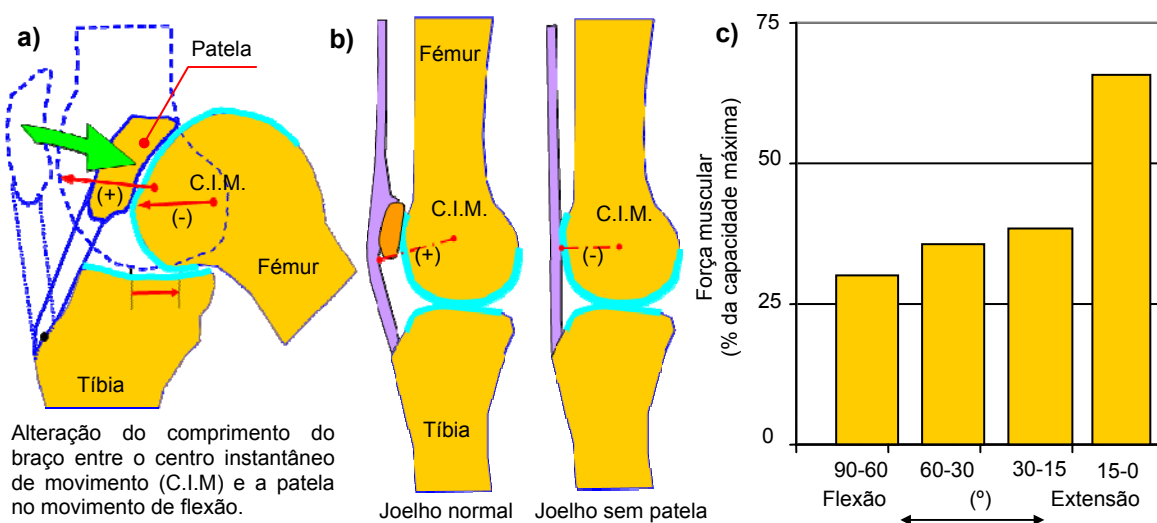 a)
Patela
C.I.M.
(+)
(-)
Fémur
Tíbia
Alteração do comprimento do
braço entre o centro instantâneo
de movimento (C.I.M) e a patela
no movimento de flexão.
b)
Fémur
C.I.M.
(+)
Tíbia
Joelho normal
C.I.M.
(-)
Joelho sem patela
c)
Força muscular
(% da capacidade máxima)
75
50
25
0
90-60 60-30 30-15 15-0
Flexão (º) Extensão